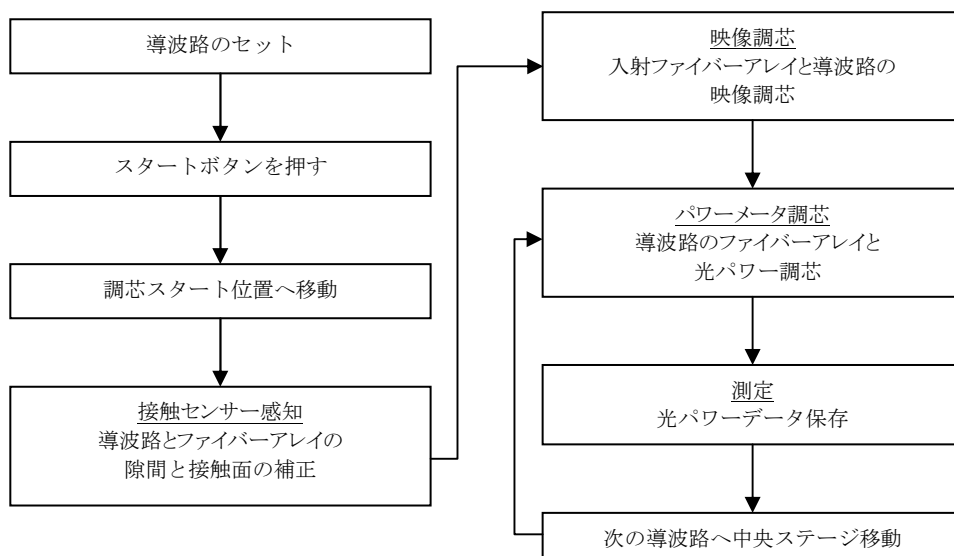 導波路のセット
スタートボタンを押す
調芯スタート位置へ移動
接触センサー感知
導波路とファイバーアレイの
隙間と接触面の補正
映像調芯
入射ファイバーアレイと導波路の
映像調芯
パワーメータ調芯
導波路のファイバーアレイと
光パワー調芯
測定
光パワーデータ保存
次の導波路へ中央ステージ移動